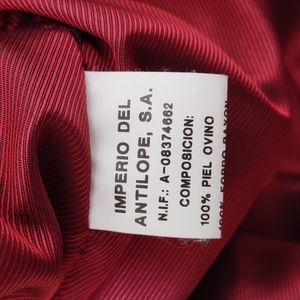 IMPERIO DEL
ANTILOPE, S.A.
N.I.F.: A-08374662
COMPOSICION:
100% PIEL OVINO
100% FORRO RAYON